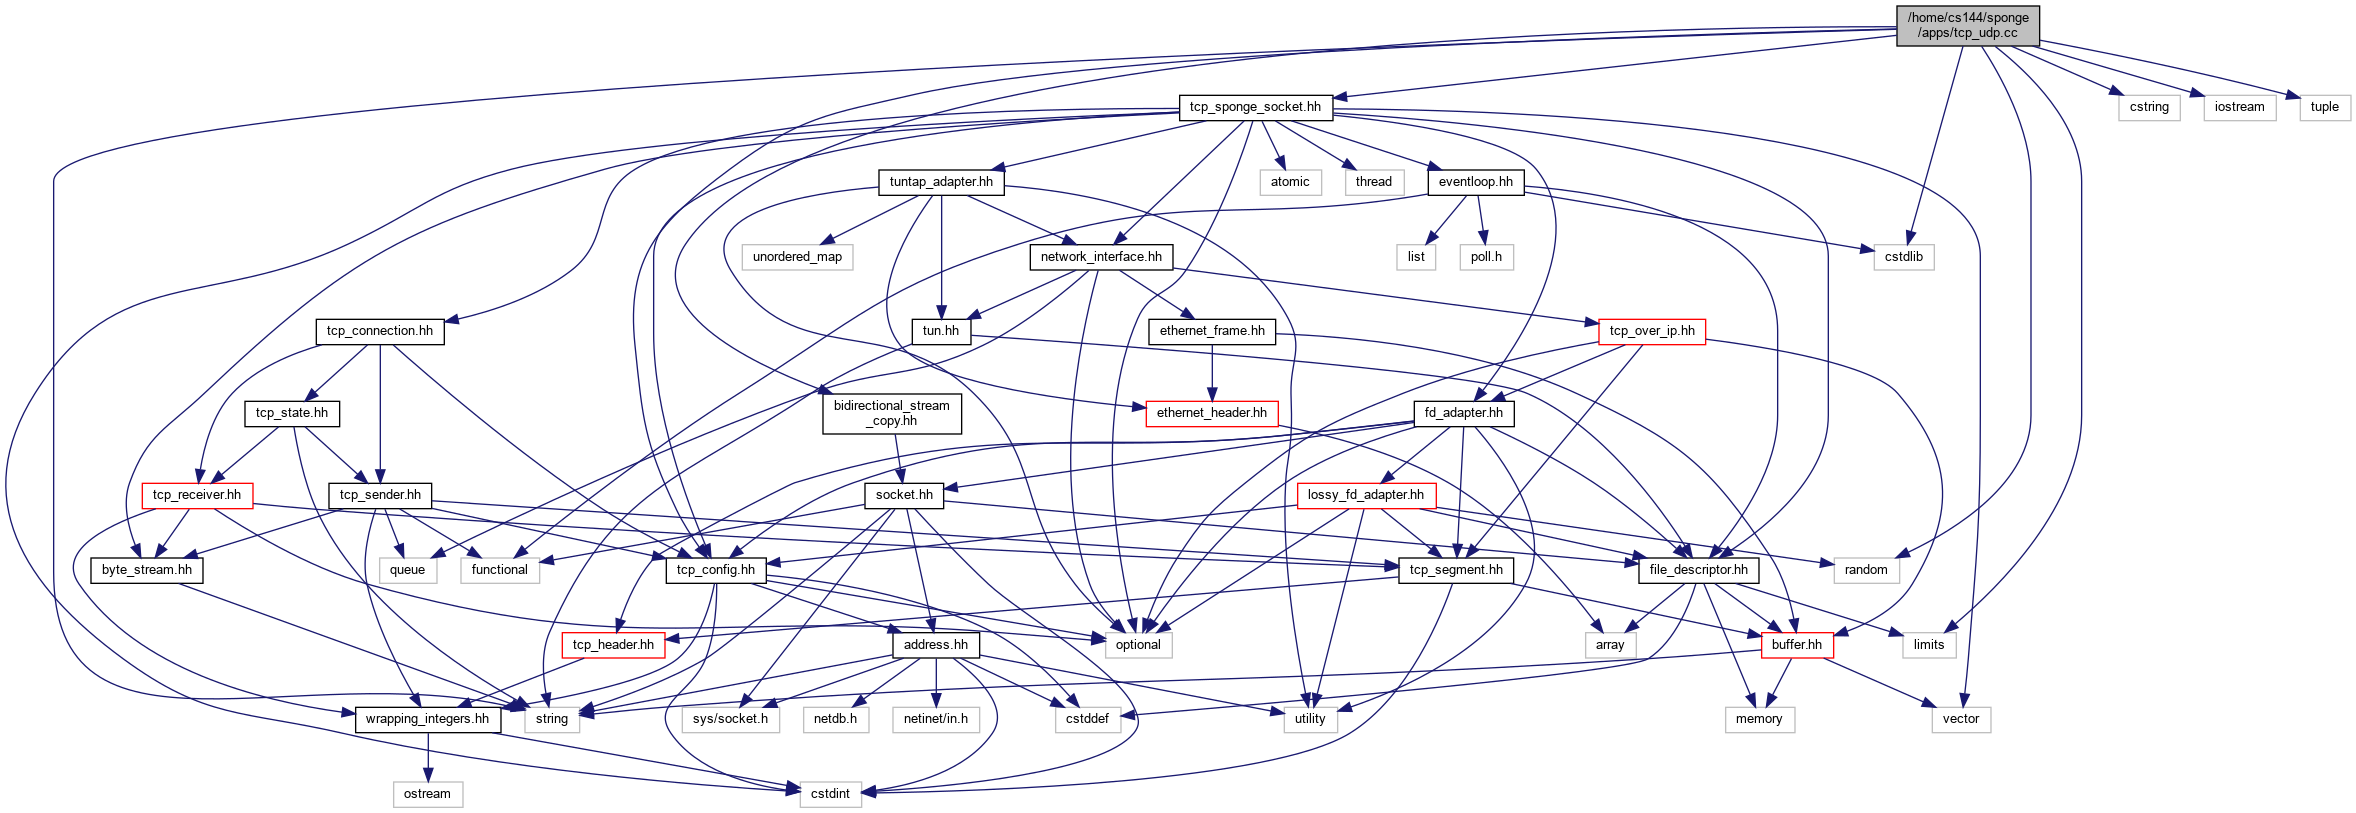 /home/cs144/sponge
/apps/tcp_udp.cc
tcp_sponge_socket.hh
cstring
iostream
tuple
tuntap_adapter.hh
atomic
thread
eventloop.hh
unordered_map
network_interface.hh
list
poll.h
cstdlib
tcp_connection.hh
tun.hh
ethernet_frame.hh
tcp_over_ip.hh
tcp_state.hh
bidirectional_stream
_copy.hh
ethernet_header.hh
fd_adapter.hh
tcp_receiver.hh
tcp_sender.hh
socket.hh
lossy_fd_adapter.hh
byte_stream.hh
queue
functional
tcp_config.hh
tcp_segment.hh
file_descriptor.hh
random
tcp_header.hh
address.hh
optional
array
buffer.hh
limits
wrapping_integers.hh
string
sys/socket.h
netdb.h
netinet/in.h
cstddef
utility
memory
vector
ostream
cstdint